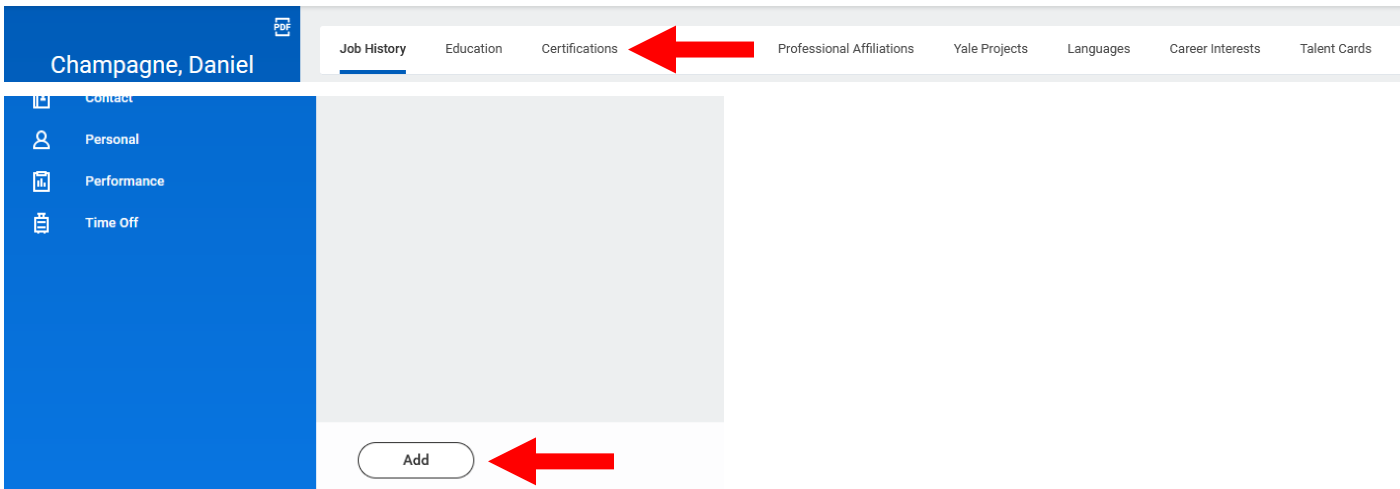 PDF
Champagne, Daniel
Job History Education Certifications Professional Affiliations Yale Projects Languages Career Interests Talent Cards
Contact
Personal
Performance
Time Off
Add